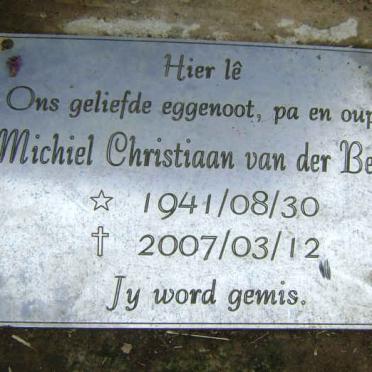 Hier lê
Ons geliefde eggenoot, pa en oup
Michiel Christiaan van der Be
☆ 1941/08/30
† 2007/03/12
Jy word gemis.